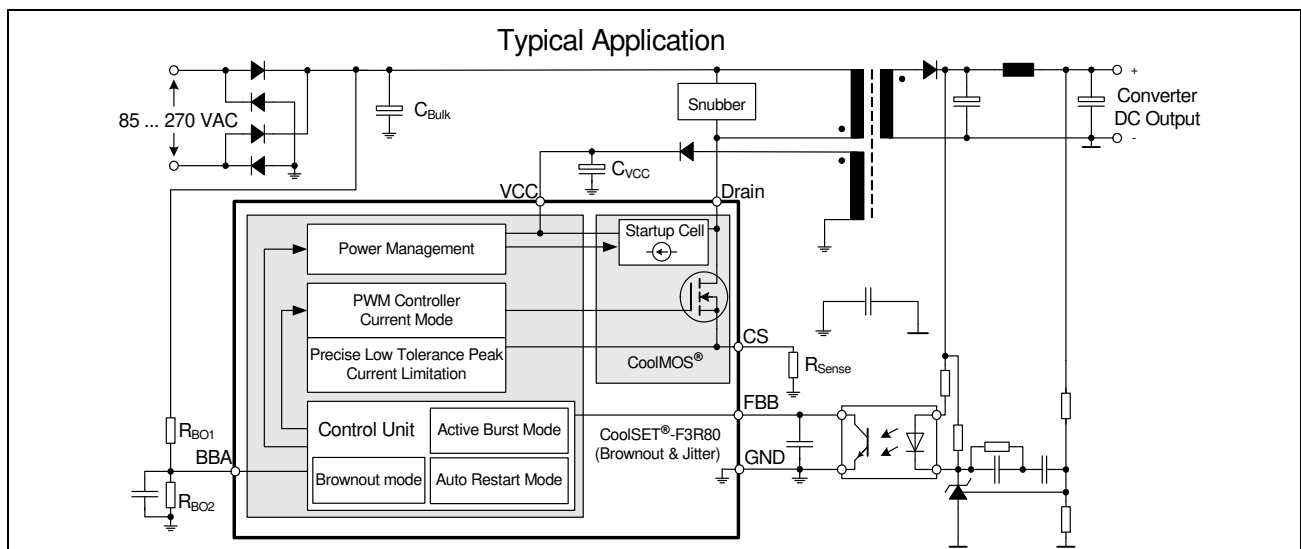 Typical Application
85 ... 270 VAC
C_Bulk
Snubber
+
Converter
DC Output
-
C_VCC
VCC
Drain
Power Management
Startup Cell
PWM Controller
Current Mode
Precise Low Tolerance Peak
Current Limitation
CoolMOS®
CS
R_Sense
FBB
R_BO1
Control Unit
Active Burst Mode
CoolSET®-F3R80
(Brownout & Jitter)
BBA
GND
Brownout mode
Auto Restart Mode
R_BO2